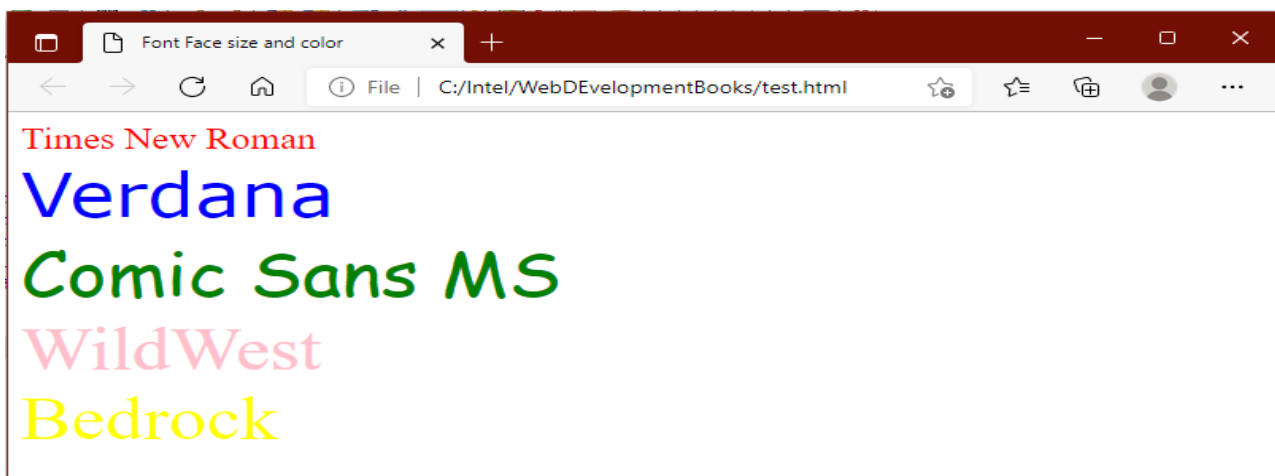 Font Face size and color
File | C:/Intel/WebDEvelopmentBooks/test.html
Times New Roman
Verdana
Comic Sans MS
WildWest
Bedrock